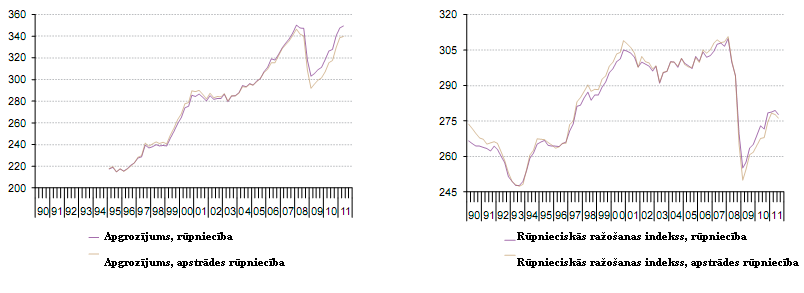 360
340
320
300
280
260
240
220
200
90 91 92 93 94 95 96 97 98 99 00 01 02 03 04 05 06 07 08 09 10 11
Apgrozījums, rūpniecība
Apgrozījums, apstrādes rūpniecība
320
305
290
275
260
245
90 91 92 93 94 95 96 97 98 99 00 01 02 03 04 05 06 07 08 09 10 11
Rūpnieciskās ražošanas indekss, rūpniecība
Rūpnieciskās ražošanas indekss, apstrādes rūpniecība